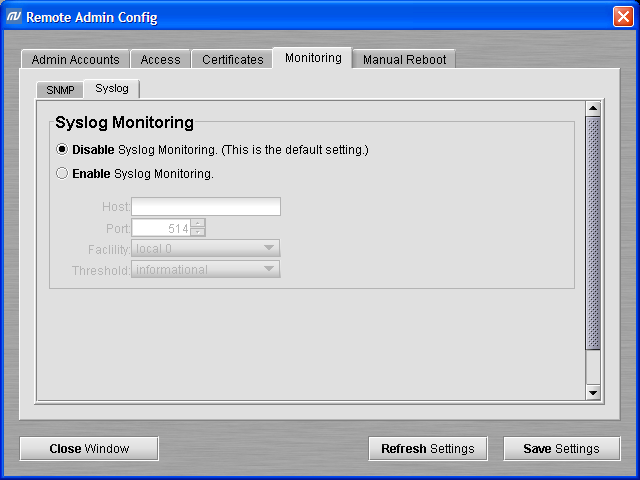 Remote Admin Config
Admin Accounts Access Certificates Monitoring Manual Reboot
SNMP Syslog
Syslog Monitoring
Disable Syslog Monitoring. (This is the default setting.)
Enable Syslog Monitoring.
Host:
Port: 514
Faclility: local 0
Threshold: informational
Close Window Refresh Settings Save Settings